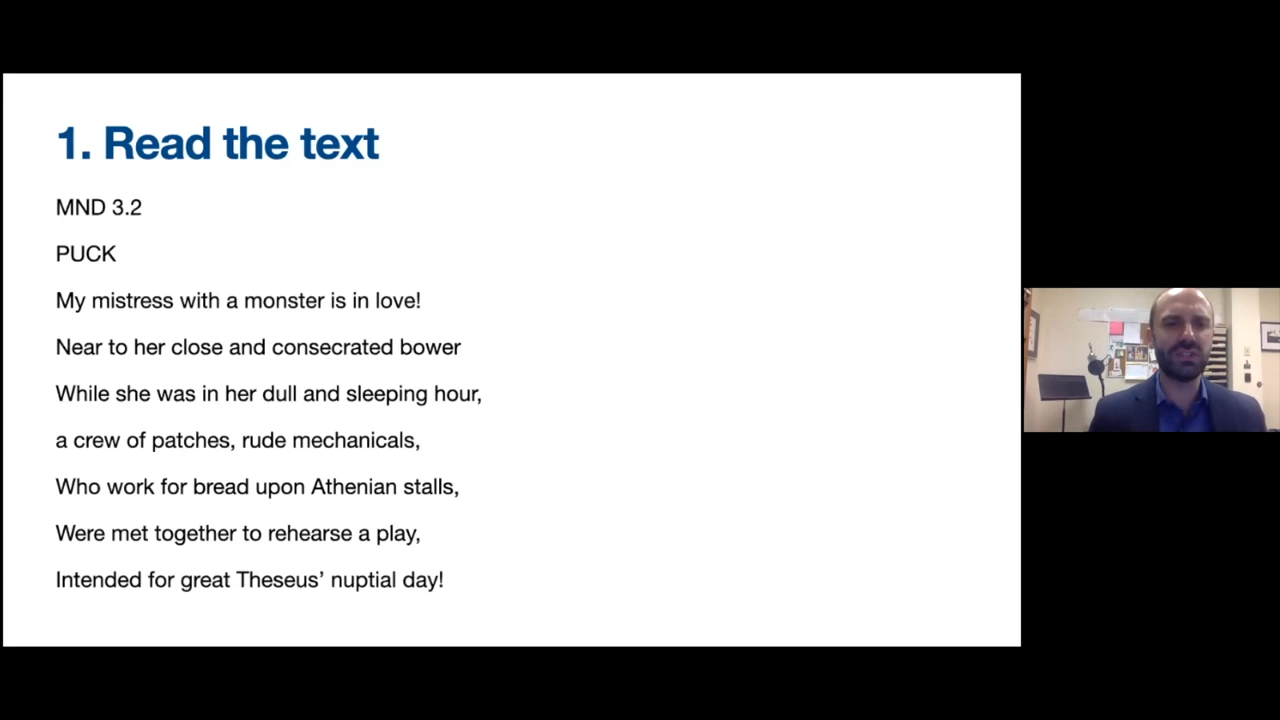 1. Read the text
MND 3.2
PUCK
My mistress with a monster is in love!
Near to her close and consecrated bower
While she was in her dull and sleeping hour,
a crew of patches, rude mechanicals,
Who work for bread upon Athenian stalls,
Were met together to rehearse a play,
Intended for great Theseus’ nuptial day!